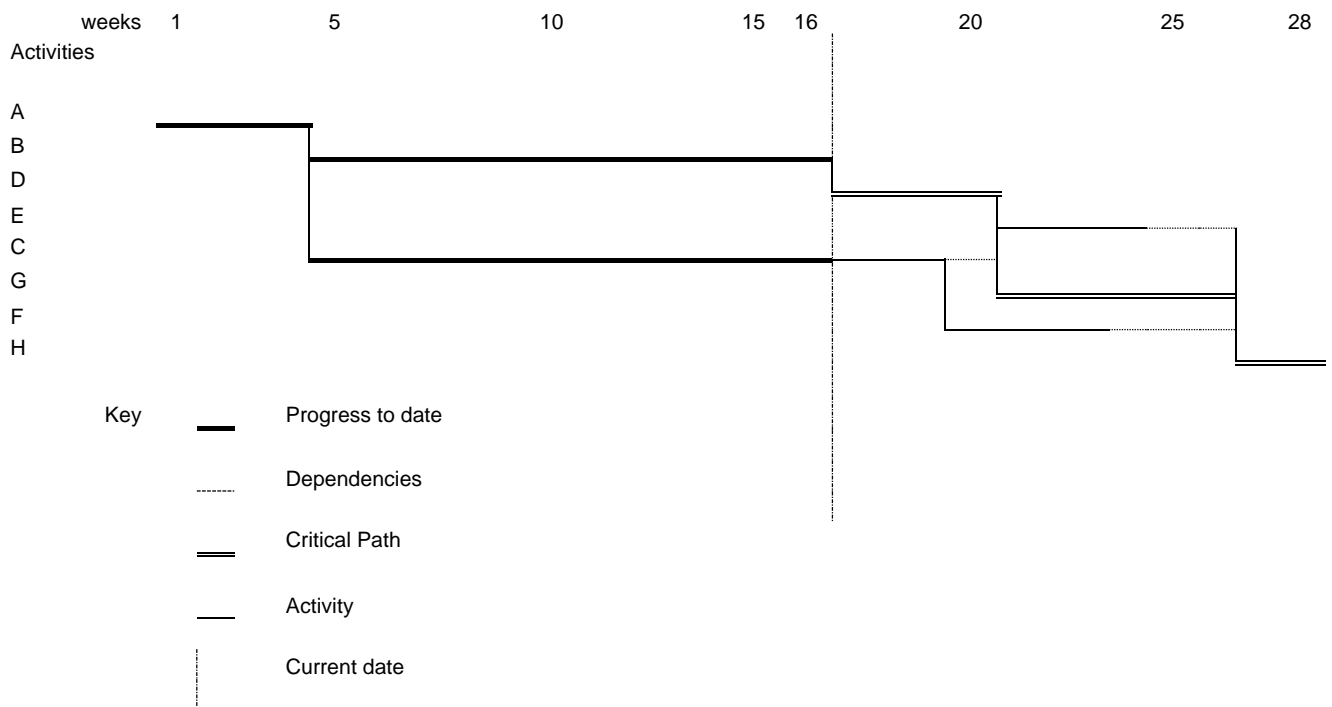 weeks 1 5 10 15 16 20 25 28
Activities
A
B
D
E
C
G
F
H
Key Progress to date
Dependencies
Critical Path
Activity
Current date